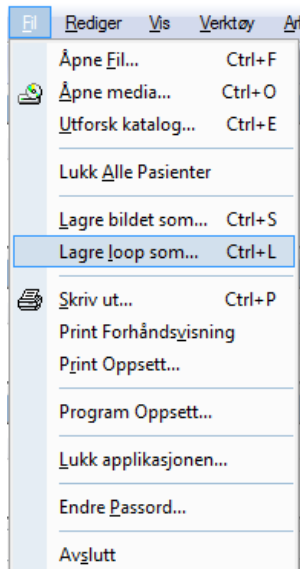 Fil Rediger Vis Verktøy
Åpne Fil... Ctrl+F
Åpne media... Ctrl+O
Utforsk katalog... Ctrl+E
Lukk Alle Pasienter
Lagre bildet som... Ctrl+S
Lagre loop som... Ctrl+L
Skriv ut... Ctrl+P
Print Forhåndsvisning
Print Oppsett...
Program Oppsett...
Lukk applikasjonen...
Endre Passord...
Avslutt